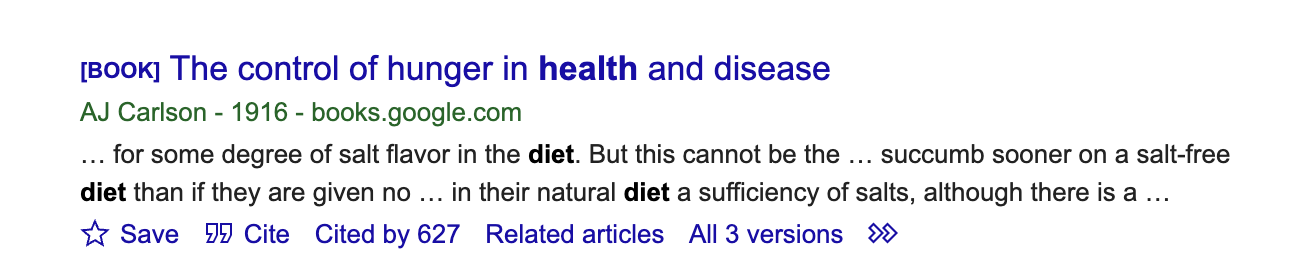 [BOOK] The control of hunger in health and disease
AJ Carlson - 1916 - books.google.com
… for some degree of salt flavor in the diet. But this cannot be the … succumb sooner on a salt-free
diet than if they are given no … in their natural diet a sufficiency of salts, although there is a …
Save Cite Cited by 627 Related articles All 3 versions